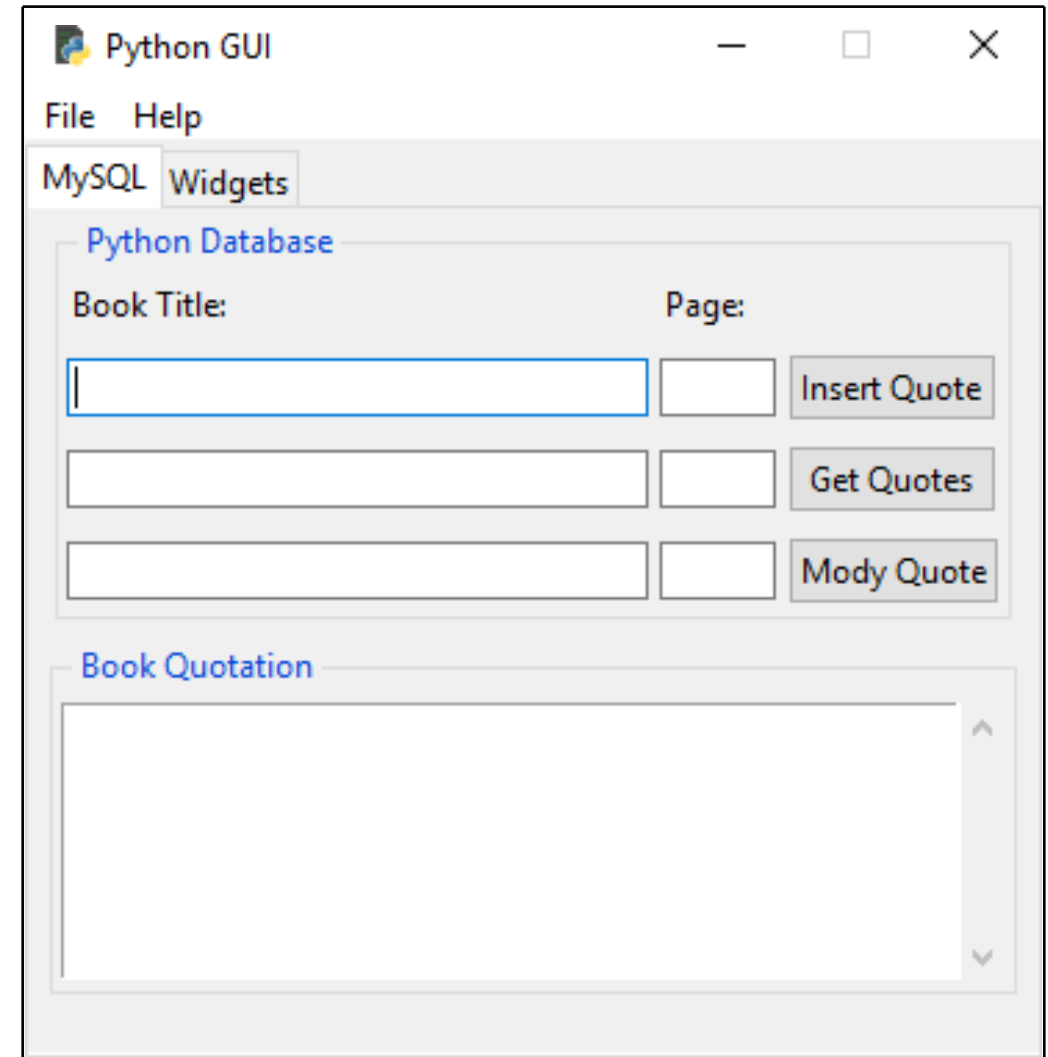 Python GUI
File Help
MySQL Widgets
Python Database
Book Title: Page:
Insert Quote
Get Quotes
Mody Quote
Book Quotation